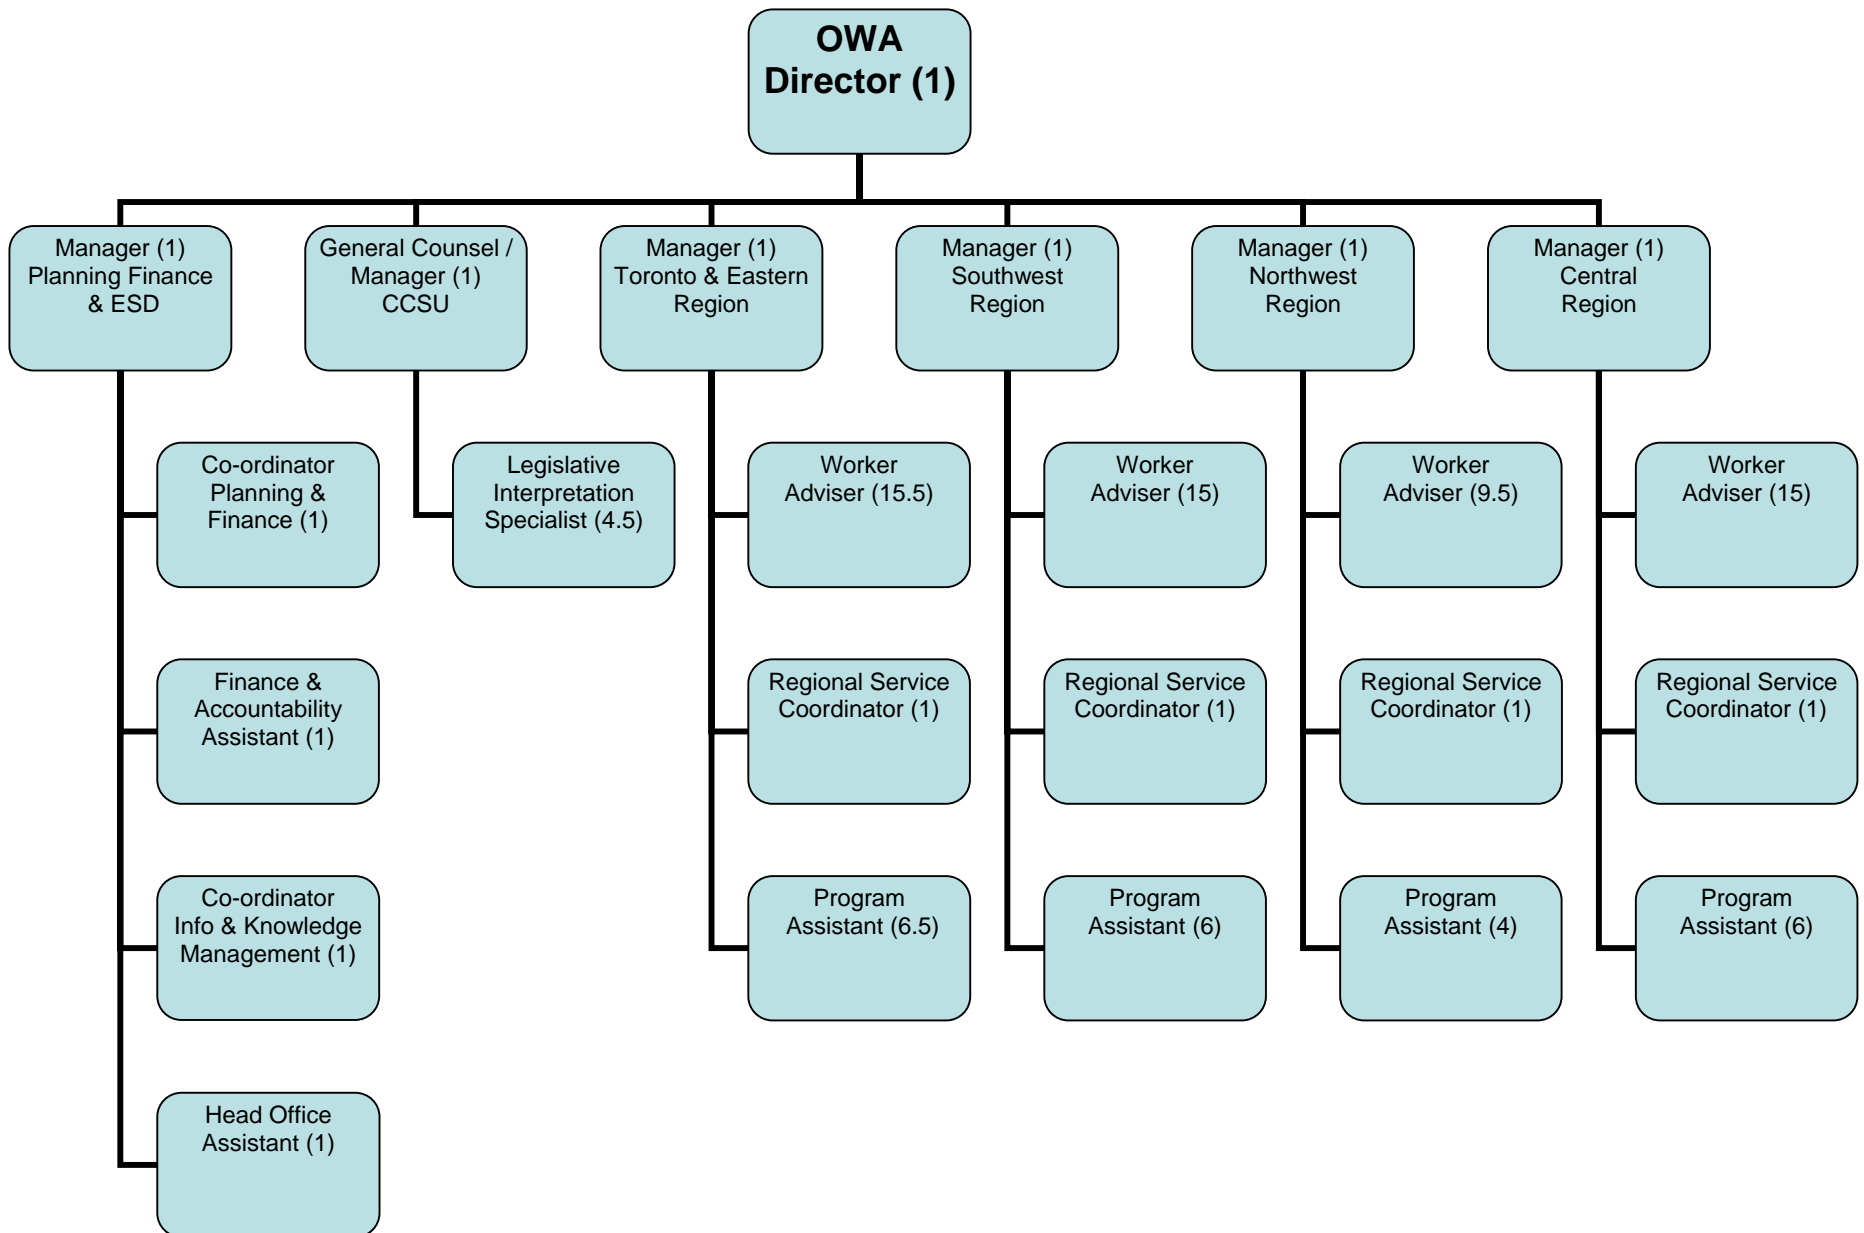 OWA
Director (1)
Manager (1)
Planning Finance
& ESD
General Counsel /
Manager (1)
CCSU
Manager (1)
Toronto & Eastern
Region
Manager (1)
Southwest
Region
Manager (1)
Northwest
Region
Manager (1)
Central
Region
Co-ordinator
Planning &
Finance (1)
Legislative
Interpretation
Specialist (4.5)
Worker
Adviser (15.5)
Worker
Adviser (15)
Worker
Adviser (9.5)
Worker
Adviser (15)
Finance &
Accountability
Assistant (1)
Regional Service
Coordinator (1)
Regional Service
Coordinator (1)
Regional Service
Coordinator (1)
Regional Service
Coordinator (1)
Co-ordinator
Info & Knowledge
Management (1)
Program
Assistant (6.5)
Program
Assistant (6)
Program
Assistant (4)
Program
Assistant (6)
Head Office
Assistant (1)